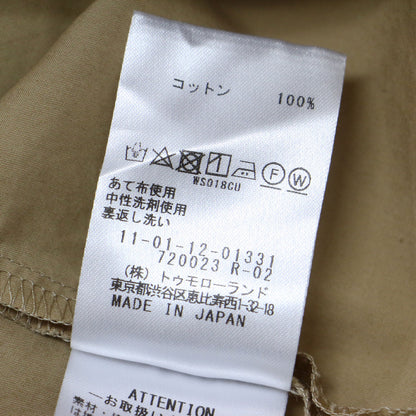 コットン 100%
WS018CU
F W
あて布使用
中性洗剤使用
裏返し洗い
11-01-12-01331
720023 R-02
(株) トゥモローランド
東京都渋谷区恵比寿西1-32-18
MADE IN JAPAN
ATTENTION